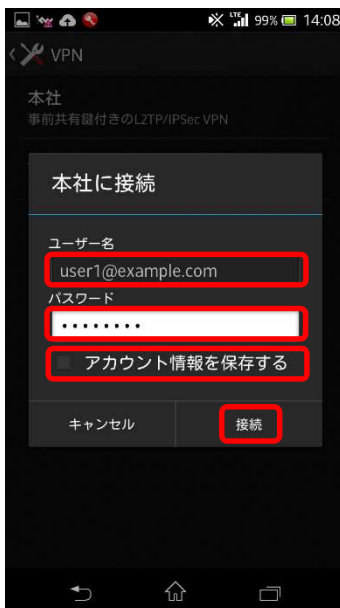 LTE 99% 14:08
VPN
本社
事前共有鍵付きのL2TP/IPSec VPN
本社に接続
ユーザー名
user1@example.com
パスワード
••••••••
アカウント情報を保存する
キャンセル 接続